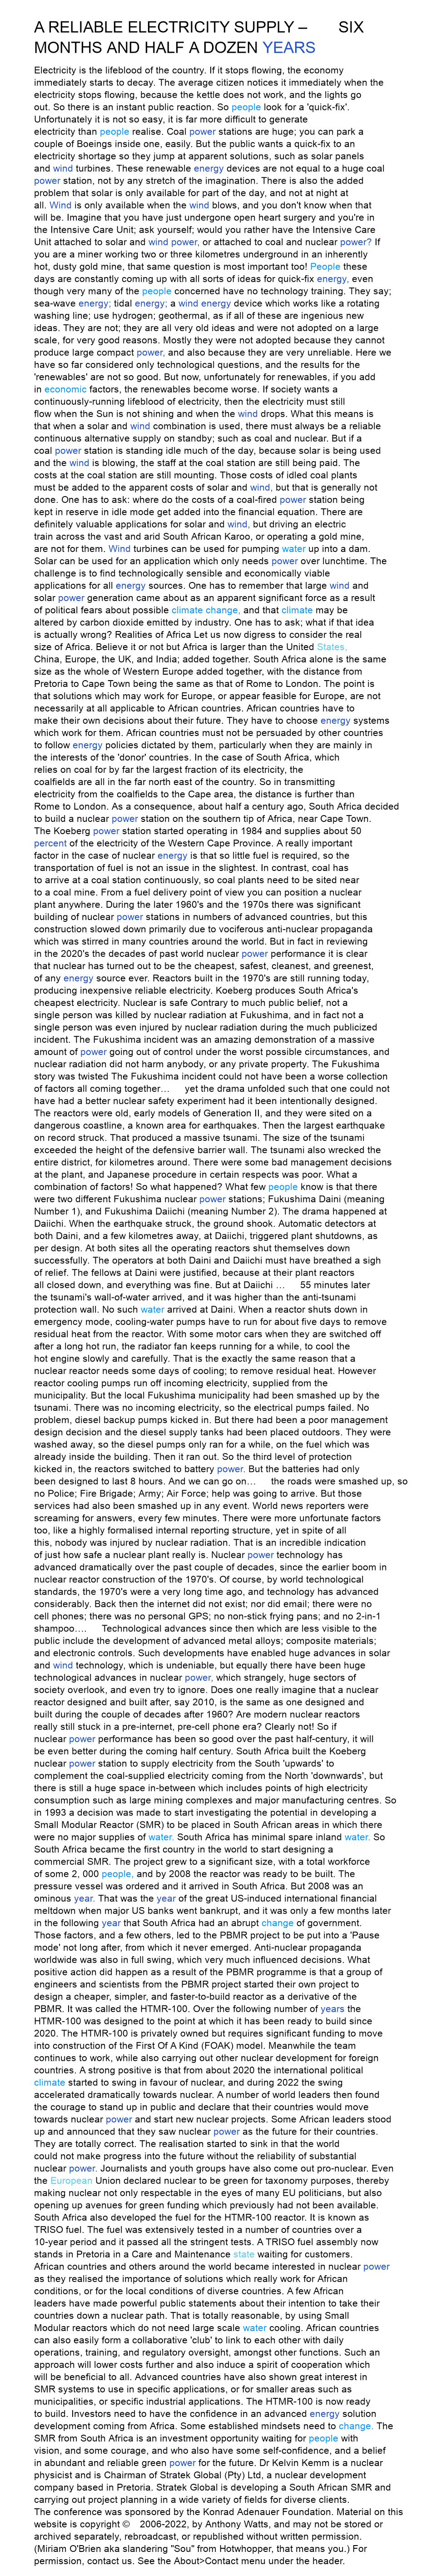 A RELIABLE ELECTRICITY SUPPLY – SIX
MONTHS AND HALF A DOZEN YEARS
Electricity is the lifeblood of the country. If it stops flowing, the economy
immediately starts to decay. The average citizen notices it immediately when the
electricity stops flowing, because the kettle does not work, and the lights go
out. So there is an instant public reaction. So people look for a 'quick-fix'.
Unfortunately it is not so easy, it is far more difficult to generate
electricity than people realise. Coal power stations are huge; you can park a
couple of Boeings inside one, easily. But the public wants a quick-fix to an
electricity shortage so they jump at apparent solutions, such as solar panels
and wind turbines. These renewable energy devices are not equal to a huge coal
power station, not by any stretch of the imagination. There is also the added
problem that solar is only available for part of the day, and not at night at
all. Wind is only available when the wind blows, and you don't know when that
will be. Imagine that you have just undergone open heart surgery and you're in
the Intensive Care Unit; ask yourself; would you rather have the Intensive Care
Unit attached to solar and wind power, or attached to coal and nuclear power? If
you are a miner working two or three kilometres underground in an inherently
hot, dusty gold mine, that same question is most important too! People these
days are constantly coming up with all sorts of ideas for quick-fix energy, even
though very many of the people concerned have no technology training. They say;
sea-wave energy; tidal energy; a wind energy device which works like a rotating
washing line; use hydrogen; geothermal, as if all of these are ingenious new
ideas. They are not; they are all very old ideas and were not adopted on a large
scale, for very good reasons. Mostly they were not adopted because they cannot
produce large compact power, and also because they are very unreliable. Here we
have so far considered only technological questions, and the results for the
'renewables' are not so good. But now, unfortunately for renewables, if you add
in economic factors, the renewables become worse. If society wants a
continuously-running lifeblood of electricity, then the electricity must still
flow when the Sun is not shining and when the wind drops. What this means is
that when a solar and wind combination is used, there must always be a reliable
continuous alternative supply on standby; such as coal and nuclear. But if a
coal power station is standing idle much of the day, because solar is being used
and the wind is blowing, the staff at the coal station are still being paid. The
costs at the coal station are still mounting. Those costs of idled coal plants
must be added to the apparent costs of solar and wind, but that is generally not
done. One has to ask: where do the costs of a coal-fired power station being
kept in reserve in idle mode get added into the financial equation. There are
definitely valuable applications for solar and wind, but driving an electric
train across the vast and arid South African Karoo, or operating a gold mine,
are not for them. Wind turbines can be used for pumping water up into a dam.
Solar can be used for an application which only needs power over lunchtime. The
challenge is to find technologically sensible and economically viable
applications for all energy sources. One has to remember that large wind and
solar power generation came about as an apparent significant force as a result
of political fears about possible climate change, and that climate may be
altered by carbon dioxide emitted by industry. One has to ask; what if that idea
is actually wrong? Realities of Africa Let us now digress to consider the real
size of Africa. Believe it or not but Africa is larger than the United States,
China, Europe, the UK, and India; added together. South Africa alone is the same
size as the whole of Western Europe added together, with the distance from
Pretoria to Cape Town being the same as that of Rome to London. The point is
that solutions which may work for Europe, or appear feasible for Europe, are not
necessarily at all applicable to African countries. African countries have to
make their own decisions about their future. They have to choose energy systems
which work for them. African countries must not be persuaded by other countries
to follow energy policies dictated by them, particularly when they are mainly in
the interests of the 'donor' countries. In the case of South Africa, which
relies on coal for by far the largest fraction of its electricity, the
coalfields are all in the far north east of the country. So in transmitting
electricity from the coalfields to the Cape area, the distance is further than
Rome to London. As a consequence, about half a century ago, South Africa decided
to build a nuclear power station on the southern tip of Africa, near Cape Town.
The Koeberg power station started operating in 1984 and supplies about 50
percent of the electricity of the Western Cape Province. A really important
factor in the case of nuclear energy is that so little fuel is required, so the
transportation of fuel is not an issue in the slightest. In contrast, coal has
to arrive at a coal station continuously, so coal plants need to be sited near
to a coal mine. From a fuel delivery point of view you can position a nuclear
plant anywhere. During the later 1960's and the 1970s there was significant
building of nuclear power stations in numbers of advanced countries, but this
construction slowed down primarily due to vociferous anti-nuclear propaganda
which was stirred in many countries around the world. But in fact in reviewing
in the 2020's the decades of past world nuclear power performance it is clear
that nuclear has turned out to be the cheapest, safest, cleanest, and greenest,
of any energy source ever. Reactors built in the 1970's are still running today,
producing inexpensive reliable electricity. Koeberg produces South Africa's
cheapest electricity. Nuclear is safe Contrary to much public belief, not a
single person was killed by nuclear radiation at Fukushima, and in fact not a
single person was even injured by nuclear radiation during the much publicized
incident. The Fukushima incident was an amazing demonstration of a massive
amount of power going out of control under the worst possible circumstances, and
nuclear radiation did not harm anybody, or any private property. The Fukushima
story was twisted The Fukushima incident could not have been a worse collection
of factors all coming together… yet the drama unfolded such that one could not
have had a better nuclear safety experiment had it been intentionally designed.
The reactors were old, early models of Generation II, and they were sited on a
dangerous coastline, a known area for earthquakes. Then the largest earthquake
on record struck. That produced a massive tsunami. The size of the tsunami
exceeded the height of the defensive barrier wall. The tsunami also wrecked the
entire district, for kilometres around. There were some bad management decisions
at the plant, and Japanese procedure in certain respects was poor. What a
combination of factors! So what happened? What few people know is that there
were two different Fukushima nuclear power stations; Fukushima Daini (meaning
Number 1), and Fukushima Daiichi (meaning Number 2). The drama happened at
Daiichi. When the earthquake struck, the ground shook. Automatic detectors at
both Daini, and a few kilometres away, at Daiichi, triggered plant shutdowns, as
per design. At both sites all the operating reactors shut themselves down
successfully. The operators at both Daini and Daiichi must have breathed a sigh
of relief. The fellows at Daini were justified, because at their plant reactors
all closed down, and everything was fine. But at Daiichi … 55 minutes later
the tsunami's wall-of-water arrived, and it was higher than the anti-tsunami
protection wall. No such water arrived at Daini. When a reactor shuts down in
emergency mode, cooling-water pumps have to run for about five days to remove
residual heat from the reactor. With some motor cars when they are switched off
after a long hot run, the radiator fan keeps running for a while, to cool the
hot engine slowly and carefully. That is the exactly the same reason that a
nuclear reactor needs some days of cooling; to remove residual heat. However
reactor cooling pumps run off incoming electricity, supplied from the
municipality. But the local Fukushima municipality had been smashed up by the
tsunami. There was no incoming electricity, so the electrical pumps failed. No
problem, diesel backup pumps kicked in. But there had been a poor management
design decision and the diesel supply tanks had been placed outdoors. They were
washed away, so the diesel pumps only ran for a while, on the fuel which was
already inside the building. Then it ran out. So the third level of protection
kicked in, the reactors switched to battery power. But the batteries had only
been designed to last 8 hours. And we can go on… the roads were smashed up, so
no Police; Fire Brigade; Army; Air Force; help was going to arrive. But those
services had also been smashed up in any event. World news reporters were
screaming for answers, every few minutes. There were more unfortunate factors
too, like a highly formalised internal reporting structure, yet in spite of all
this, nobody was injured by nuclear radiation. That is an incredible indication
of just how safe a nuclear plant really is. Nuclear power technology has
advanced dramatically over the past couple of decades, since the earlier boom in
nuclear reactor construction of the 1970's. Of course, by world technological
standards, the 1970's were a very long time ago, and technology has advanced
considerably. Back then the internet did not exist; nor did email; there were no
cell phones; there was no personal GPS; no non-stick frying pans; and no 2-in-1
shampoo…. Technological advances since then which are less visible to the
public include the development of advanced metal alloys; composite materials;
and electronic controls. Such developments have enabled huge advances in solar
and wind technology, which is undeniable, but equally there have been huge
technological advances in nuclear power, which strangely, huge sectors of
society overlook, and even try to ignore. Does one really imagine that a nuclear
reactor designed and built after, say 2010, is the same as one designed and
built during the couple of decades after 1960? Are modern nuclear reactors
really still stuck in a pre-internet, pre-cell phone era? Clearly not! So if
nuclear power performance has been so good over the past half-century, it will
be even better during the coming half century. South Africa built the Koeberg
nuclear power station to supply electricity from the South 'upwards' to
complement the coal-supplied electricity coming from the North 'downwards', but
there is still a huge space in-between which includes points of high electricity
consumption such as large mining complexes and major manufacturing centres. So
in 1993 a decision was made to start investigating the potential in developing a
Small Modular Reactor (SMR) to be placed in South African areas in which there
were no major supplies of water. South Africa has minimal spare inland water. So
South Africa became the first country in the world to start designing a
commercial SMR. The project grew to a significant size, with a total workforce
of some 2, 000 people, and by 2008 the reactor was ready to be built. The
pressure vessel was ordered and it arrived in South Africa. But 2008 was an
ominous year. That was the year of the great US-induced international financial
meltdown when major US banks went bankrupt, and it was only a few months later
in the following year that South Africa had an abrupt change of government.
Those factors, and a few others, led to the PBMR project to be put into a 'Pause
mode' not long after, from which it never emerged. Anti-nuclear propaganda
worldwide was also in full swing, which very much influenced decisions. What
positive action did happen as a result of the PBMR programme is that a group of
engineers and scientists from the PBMR project started their own project to
design a cheaper, simpler, and faster-to-build reactor as a derivative of the
PBMR. It was called the HTMR-100. Over the following number of years the
HTMR-100 was designed to the point at which it has been ready to build since
2020. The HTMR-100 is privately owned but requires significant funding to move
into construction of the First Of A Kind (FOAK) model. Meanwhile the team
continues to work, while also carrying out other nuclear development for foreign
countries. A strong positive is that from about 2020 the international political
climate started to swing in favour of nuclear, and during 2022 the swing
accelerated dramatically towards nuclear. A number of world leaders then found
the courage to stand up in public and declare that their countries would move
towards nuclear power and start new nuclear projects. Some African leaders stood
up and announced that they saw nuclear power as the future for their countries.
They are totally correct. The realisation started to sink in that the world
could not make progress into the future without the reliability of substantial
nuclear power. Journalists and youth groups have also come out pro-nuclear. Even
the European Union declared nuclear to be green for taxonomy purposes, thereby
making nuclear not only respectable in the eyes of many EU politicians, but also
opening up avenues for green funding which previously had not been available.
South Africa also developed the fuel for the HTMR-100 reactor. It is known as
TRISO fuel. The fuel was extensively tested in a number of countries over a
10-year period and it passed all the stringent tests. A TRISO fuel assembly now
stands in Pretoria in a Care and Maintenance state waiting for customers.
African countries and others around the world became interested in nuclear power
as they realised the importance of solutions which really work for African
conditions, or for the local conditions of diverse countries. A few African
leaders have made powerful public statements about their intention to take their
countries down a nuclear path. That is totally reasonable, by using Small
Modular reactors which do not need large scale water cooling. African countries
can also easily form a collaborative 'club' to link to each other with daily
operations, training, and regulatory oversight, amongst other functions. Such an
approach will lower costs further and also induce a spirit of cooperation which
will be beneficial to all. Advanced countries have also shown great interest in
SMR systems to use in specific applications, or for smaller areas such as
municipalities, or specific industrial applications. The HTMR-100 is now ready
to build. Investors need to have the confidence in an advanced energy solution
development coming from Africa. Some established mindsets need to change. The
SMR from South Africa is an investment opportunity waiting for people with
vision, and some courage, and who also have some self-confidence, and a belief
in abundant and reliable green power for the future. Dr Kelvin Kemm is a nuclear
physicist and is Chairman of Stratek Global (Pty) Ltd, a nuclear development
company based in Pretoria. Stratek Global is developing a South African SMR and
carrying out project planning in a wide variety of fields for diverse clients.
The conference was sponsored by the Konrad Adenauer Foundation. Material on this
website is copyright © 2006-2022, by Anthony Watts, and may not be stored or
archived separately, rebroadcast, or republished without written permission.
(Miriam O'Brien aka slandering "Sou" from Hotwhopper, that means you.) For
permission, contact us. See the About>Contact menu under the header.